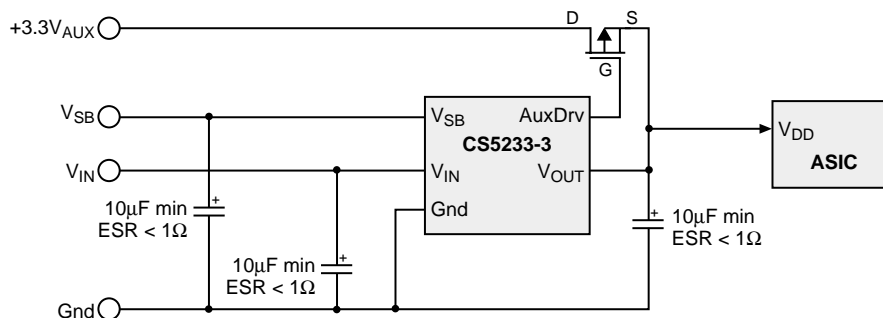 D S
+3.3VAUX
G
VSB
VSB AuxDrv
CS5233-3
VDD
ASIC
VIN
VIN VOUT
Gnd
10μF min
ESR < 1Ω
10μF min
ESR < 1Ω
10μF min
ESR < 1Ω
Gnd
+
+
+